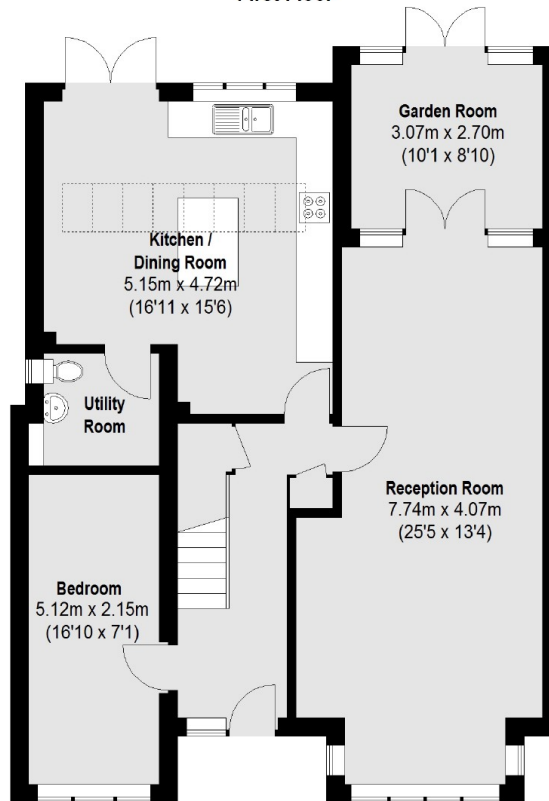 Garden Room
3.07m x 2.70m
(10'1 x 8'10)
Kitchen /
Dining Room
5.15m x 4.72m
(16'11 x 15'6)
Utility
Room
Reception Room
7.74m x 4.07m
(25'5 x 13'4)
Bedroom
5.12m x 2.15m
(16'10 x 7'1)